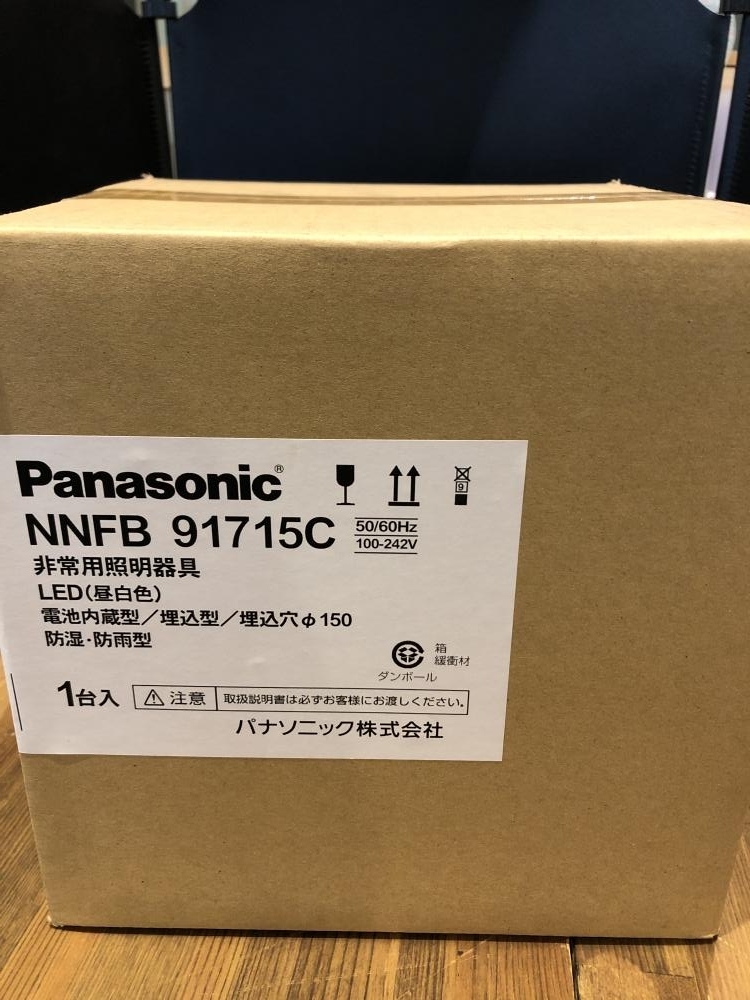 Panasonic®
NNFB 91715C
50/60Hz
100-242V
9
非常用照明器具
LED(昼白色)
電池内蔵型／埋込型／埋込穴φ150
防湿・防雨型
箱
緩衝材
ダンボール
1台入
注意
取扱説明書は必ずお客様にお渡しください。
パナソニック株式会社